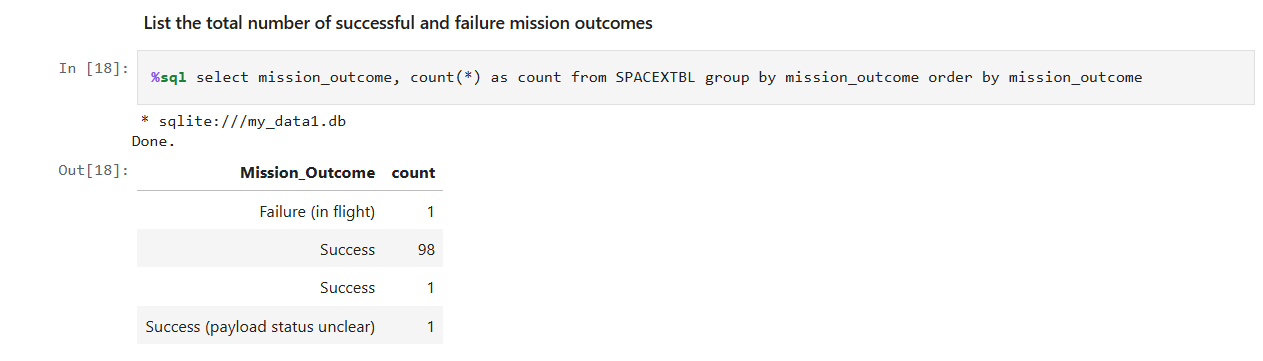 List the total number of successful and failure mission outcomes
In [18]: %sql select mission_outcome, count(*) as count from SPACEXTBL group by mission_outcome order by mission_outcome
* sqlite:///my_data1.db
Done.
Out[18]: Mission_Outcome count
Failure (in flight) 1
Success 98
Success 1
Success (payload status unclear) 1